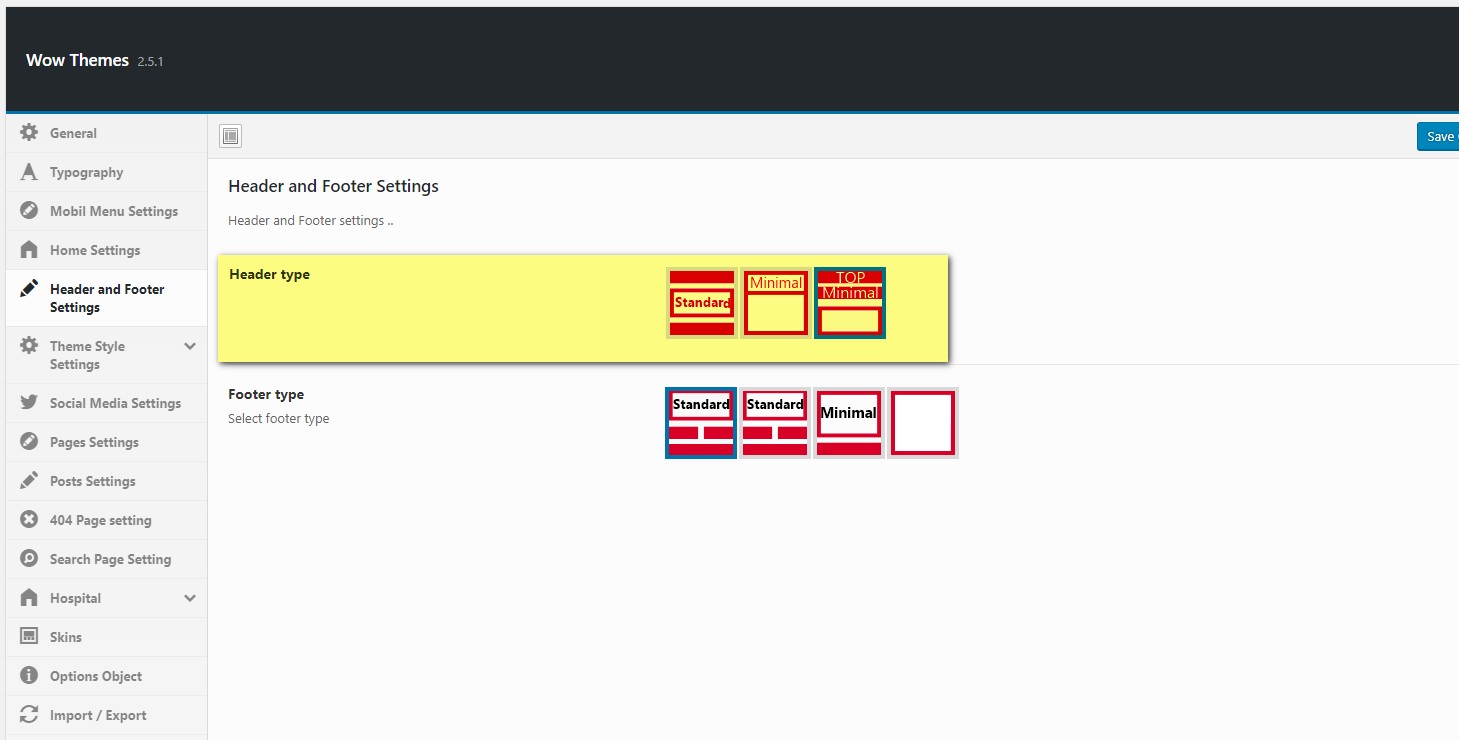 Wow Themes 2.5.1
General
Typography
Mobil Menu Settings
Home Settings
Header and Footer
Settings
Theme Style
Settings
Social Media Settings
Pages Settings
Posts Settings
404 Page setting
Search Page Setting
Hospital
Skins
Options Object
Import / Export
Save
Header and Footer Settings
Header and Footer settings ..
Header type
Standard
Minimal
TOP
Minimal
Footer type
Select footer type
Standard
Standard
Minimal